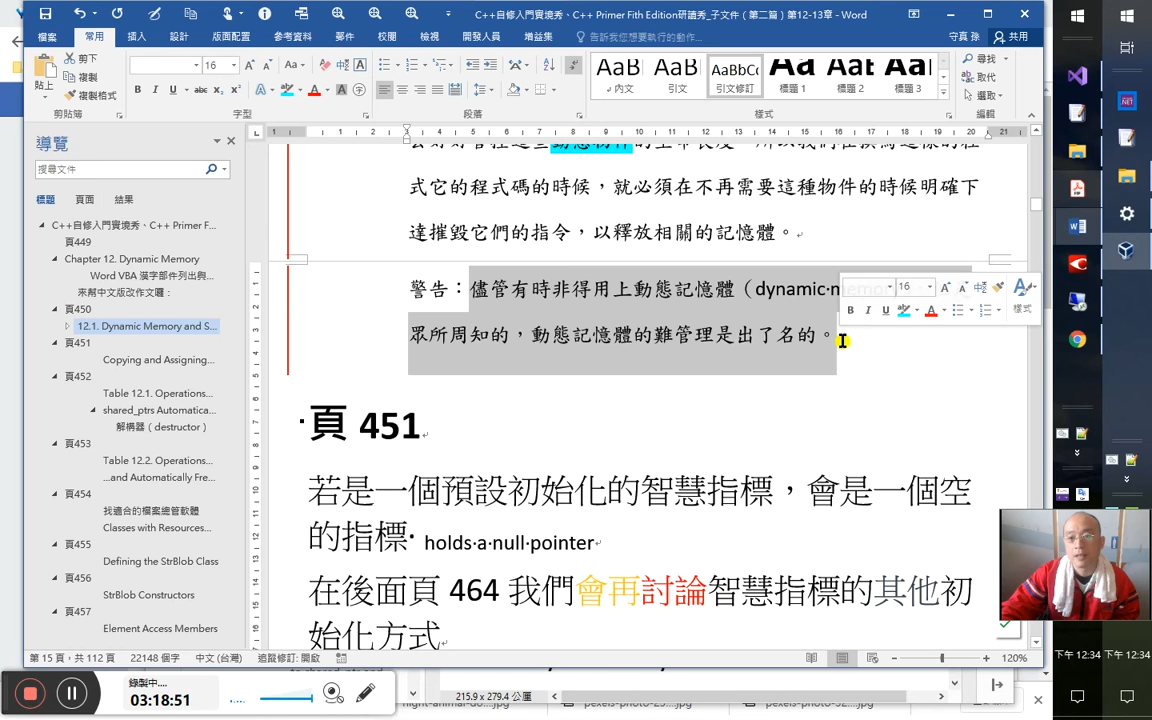 C++自修入門實境秀、C++ Primer Fith Edition研讀秀_子文件（第二篇）第12-13章 - Word
檔案 常用 插入 設計 版面配置 參考資料 郵件 校閱 檢視 開發人員 增益集 告訴我您想要執行的動作... 守真 孫 共用
貼上
剪下
複製
複製格式
16
AaB AaB AaBbCc AaB AaB AaB
內文 引文 引文修訂 標題 1 標題 2 標題 3
尋找
取代
選取
剪貼簿 字型 段落 樣式 編輯
導覽
搜尋文件
標題 頁面 結果
C++自修入門實境秀、C++ Primer F...
頁449
Chapter 12. Dynamic Memory
Word VBA 漢字部件列出與...
來幫中文版改作文囉：
頁450
12.1. Dynamic Memory and S...
頁451
Copying and Assigning...
頁452
Table 12.1. Operations...
shared_ptrs Automatica...
解構器（destructor）
頁453
Table 12.2. Operations...
...and Automatically Fre...
頁454
找適合的檔案總管軟體
Classes with Resources...
頁455
Defining the StrBlob Class
頁456
StrBlob Constructors
頁457
Element Access Members
式它的程式碼的時候，就必須在不再需要這種物件的時候明確下
達摧毀它們的指令，以釋放相關的記憶體。
警告：儘管有時非得用上動態記憶體（dynamic
16
樣式
眾所周知的，動態記憶體的難管理是出了名的。
頁 451
若是一個預設初始化的智慧指標，會是一個空
的指標 holds a null pointer
在後面頁 464 我們會再討論智慧指標的其他初
始化方式
第 15 頁，共 112 頁 22148 個字 中文 (台灣) 追蹤修訂: 開啟 120%
錄製中...
03:18:51
215.9 x 279.4 公厘
下午 12:34 下午 12:34